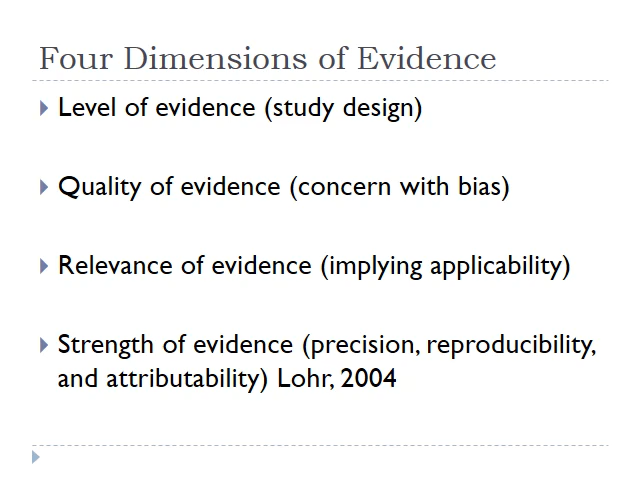 Four Dimensions of Evidence
Level of evidence (study design)
Quality of evidence (concern with bias)
Relevance of evidence (implying applicability)
Strength of evidence (precision, reproducibility,
and attributability) Lohr, 2004